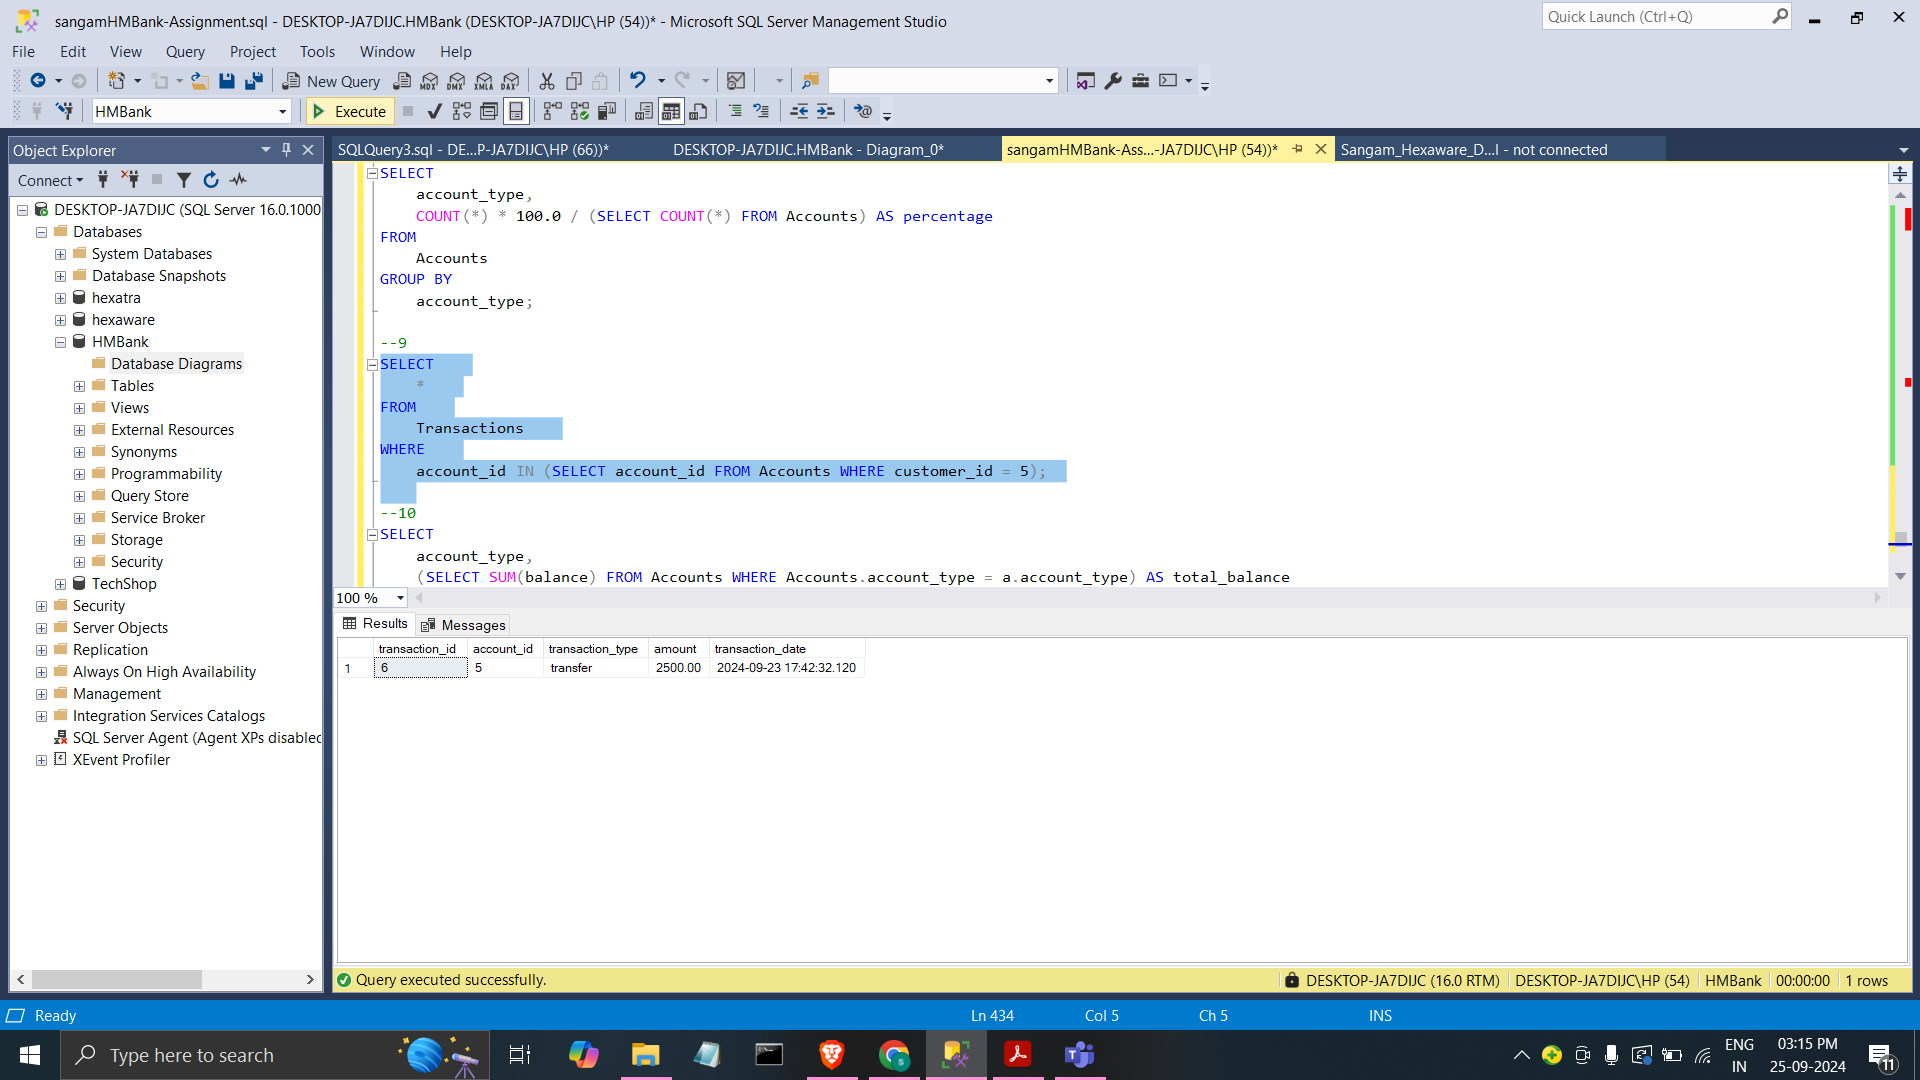 sangamHMBank-Assignment.sql - DESKTOP-JA7DIJC.HMBank (DESKTOP-JA7DIJC\HP (54))* - Microsoft SQL Server Management Studio
Quick Launch (Ctrl+Q)
File Edit View Query Project Tools Window Help
New Query
MDX DMX XMLA DAX
HMBank
Execute
Object Explorer
SQLQuery3.sql - DE...P-JA7DIJC\HP (66))*
DESKTOP-JA7DIJC.HMBank - Diagram_0*
sangamHMBank-Ass...-JA7DIJC\HP (54))*
Sangam_Hexaware_D...l - not connected
Connect
DESKTOP-JA7DIJC (SQL Server 16.0.1000
Databases
System Databases
Database Snapshots
hexatra
hexaware
HMBank
Database Diagrams
Tables
Views
External Resources
Synonyms
Programmability
Query Store
Service Broker
Storage
Security
TechShop
Security
Server Objects
Replication
Always On High Availability
Management
Integration Services Catalogs
SQL Server Agent (Agent XPs disabled
XEvent Profiler
SELECT
account_type,
COUNT(*) * 100.0 / (SELECT COUNT(*) FROM Accounts) AS percentage
FROM
Accounts
GROUP BY
account_type;
--9
SELECT
*
FROM
Transactions
WHERE
account_id IN (SELECT account_id FROM Accounts WHERE customer_id = 5);
--10
SELECT
account_type,
(SELECT SUM(balance) FROM Accounts WHERE Accounts.account_type = a.account_type) AS total_balance
100 %
Results Messages
transaction_id account_id transaction_type amount transaction_date
1 6 5 transfer 2500.00 2024-09-23 17:42:32.120
Query executed successfully.
DESKTOP-JA7DIJC (16.0 RTM) DESKTOP-JA7DIJC\HP (54) HMBank 00:00:00 1 rows
Ready
Ln 434 Col 5 Ch 5 INS
Type here to search
ENG
IN
03:15 PM
25-09-2024
11